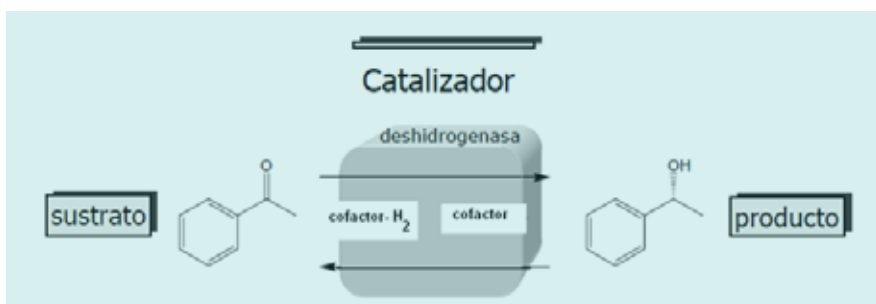 Catalizador
deshidrogenasa
O
OH
sustrato
cofactor-H2
cofactor
producto